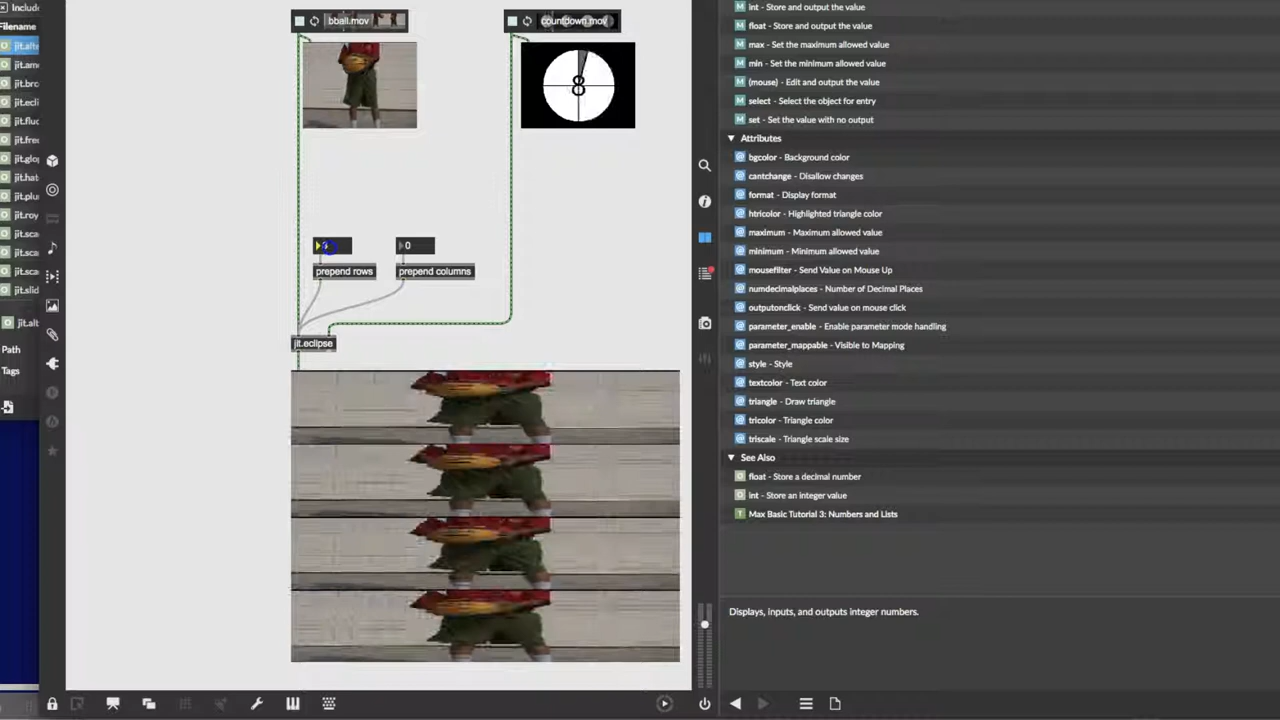 Include
Filename
jit.alte
jit.am
jit.bro
jit.ecli
jit.fluc
jit.fre
jit.glo
jit.hat
jit.plu
jit.roy
jit.sca
jit.sca
jit.sca
jit.slid
jit.alt
Path
Tags
bball.mov
countdown.mov
8
0
prepend rows
prepend columns
jit.eclipse
int - Store and output the value
float - Store and output the value
max - Set the maximum allowed value
min - Set the minimum allowed value
(mouse) - Edit and output the value
select - Select the object for entry
set - Set the value with no output
Attributes
bgcolor - Background color
cantchange - Disallow changes
format - Display format
htricolor - Highlighted triangle color
maximum - Maximum allowed value
minimum - Minimum allowed value
mousefilter - Send Value on Mouse Up
numdecimalplaces - Number of Decimal Places
outputonclick - Send value on mouse click
parameter_enable - Enable parameter mode handling
parameter_mappable - Visible to Mapping
style - Style
textcolor - Text color
triangle - Draw triangle
tricolor - Triangle color
triscale - Triangle scale size
See Also
float - Store a decimal number
int - Store an integer value
Max Basic Tutorial 3: Numbers and Lists
Displays, inputs, and outputs integer numbers.